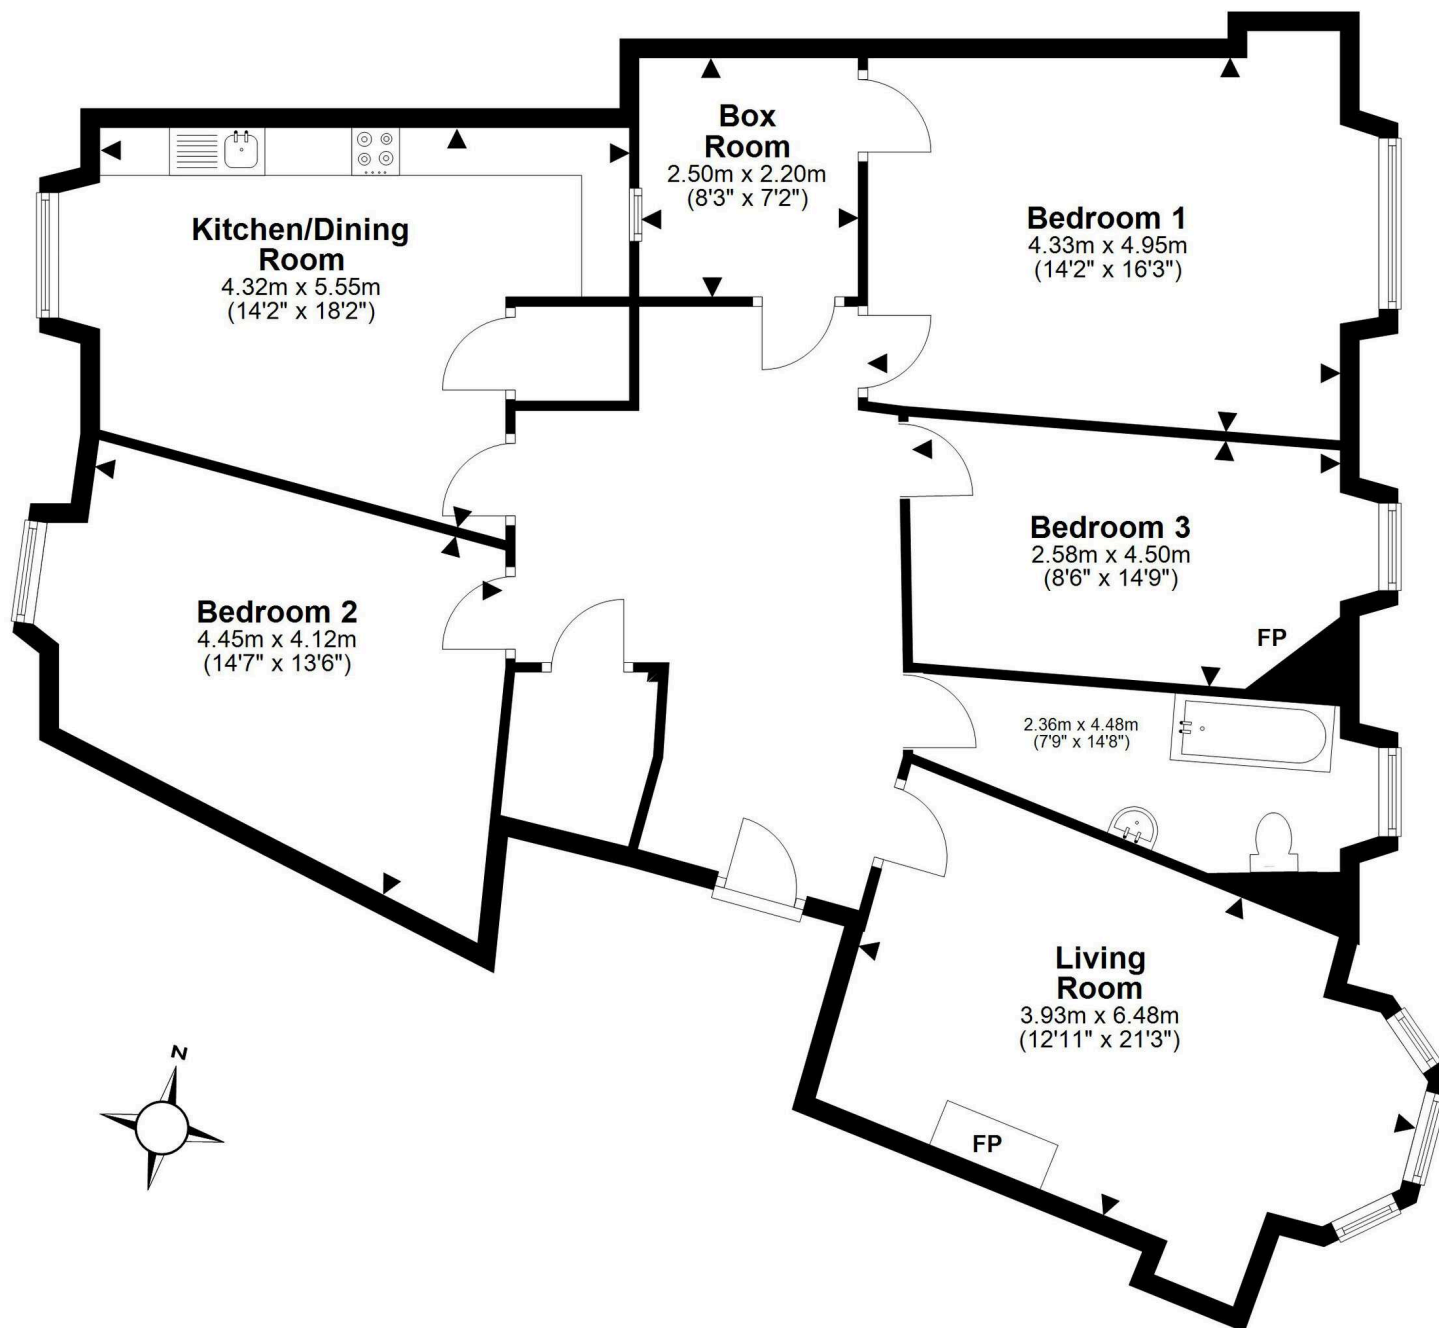 Box
Room
2.50m x 2.20m
(8'3" x 7'2")
Kitchen/Dining
Room
4.32m x 5.55m
(14'2" x 18'2")
Bedroom 1
4.33m x 4.95m
(14'2" x 16'3")
Bedroom 3
2.58m x 4.50m
(8'6" x 14'9")
FP
Bedroom 2
4.45m x 4.12m
(14'7" x 13'6")
2.36m x 4.48m
(7'9" x 14'8")
Living
Room
3.93m x 6.48m
(12'11" x 21'3")
FP
N